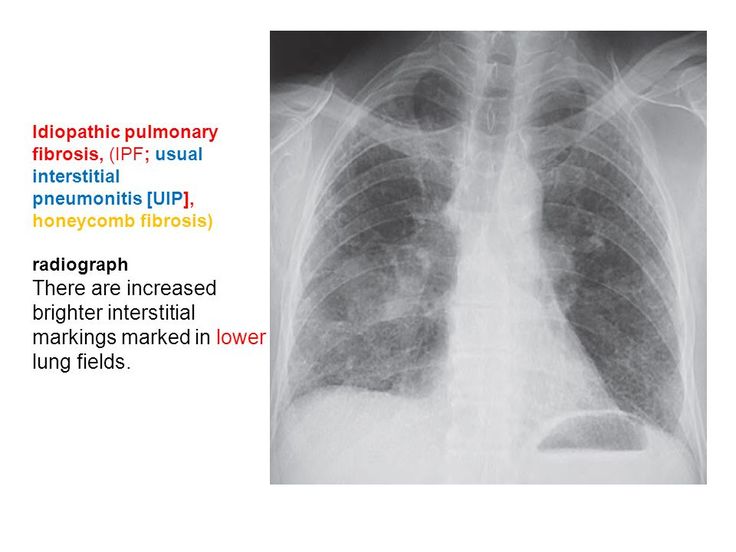 Idiopathic pulmonary
fibrosis, (IPF; usual
interstitial
pneumonitis [UIP],
honeycomb fibrosis)
radiograph
There are increased
brighter interstitial
markings marked in lower
lung fields.